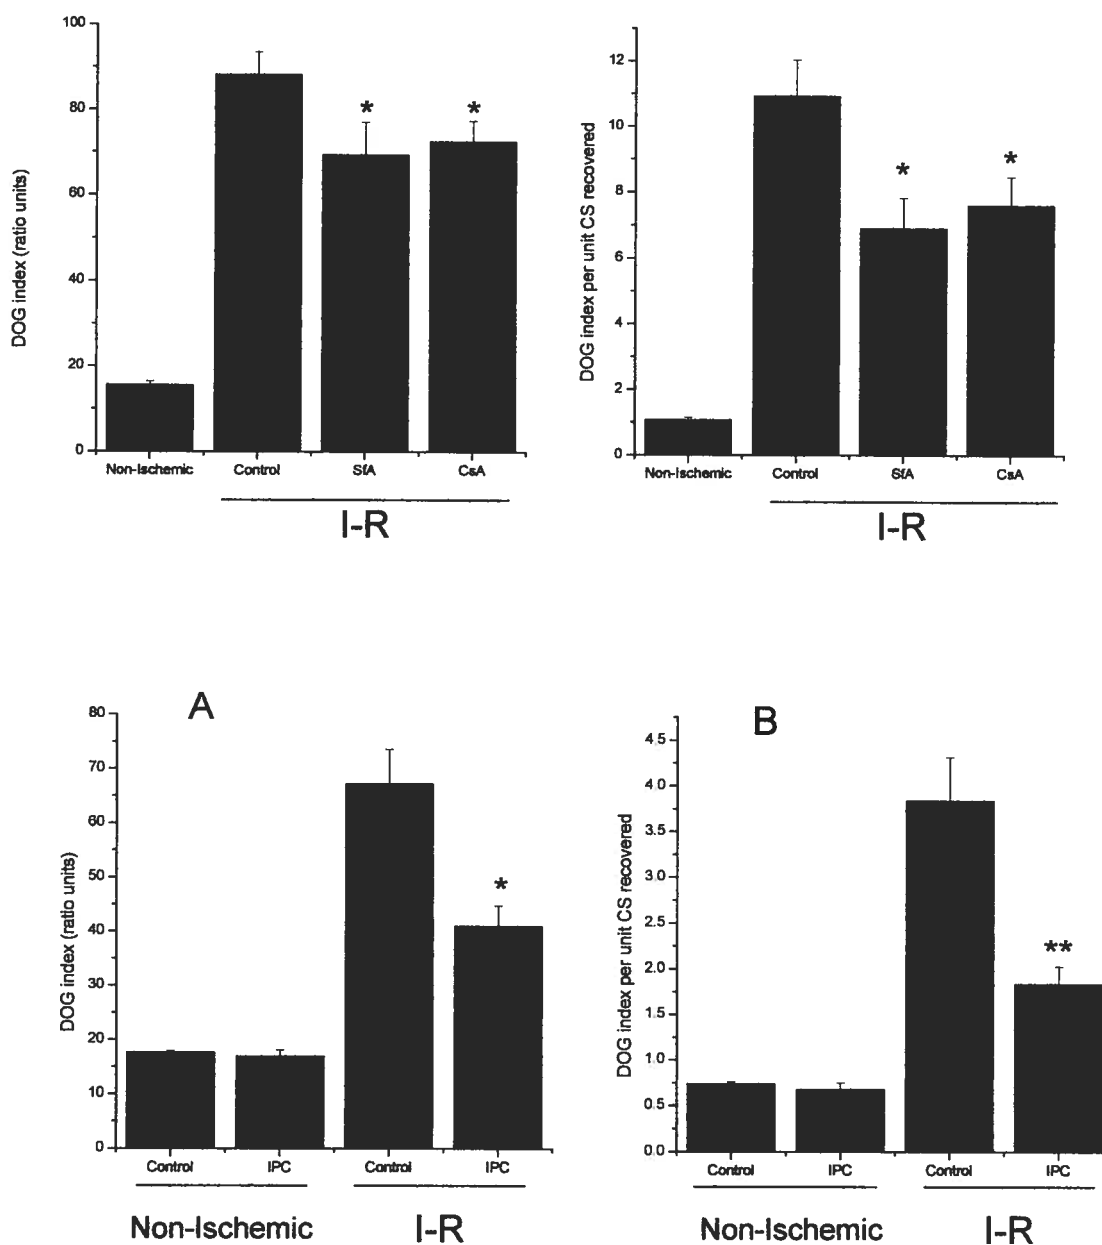 DOG index (ratio units)
100
80
60
40
20
0
Non-Ischemic
Control
SfA
CsA
*
*
I-R
DOG index per unit CS recovered
12
10
8
6
4
2
0
Non-Ischemic
Control
SfA
CsA
*
*
I-R
A
DOG index (ratio units)
80
70
60
50
40
30
20
10
0
*
Control
IPC
Control
IPC
Non-Ischemic
I-R
B
DOG index per unit CS recovered
4.5
4.0
3.5
3.0
2.5
2.0
1.5
1.0
0.5
0.0
**
Control
IPC
Control
IPC
Non-Ischemic
I-R